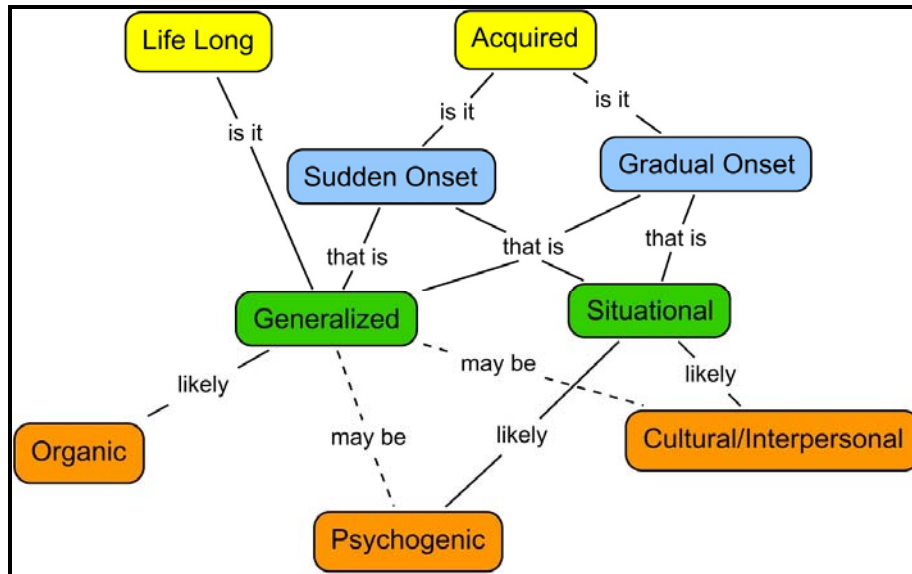 Life Long
Acquired
is it
is it
is it
Sudden Onset
Gradual Onset
that is
that is
that is
Generalized
Situational
likely
may be
likely
may be
likely
Organic
Cultural/Interpersonal
Psychogenic